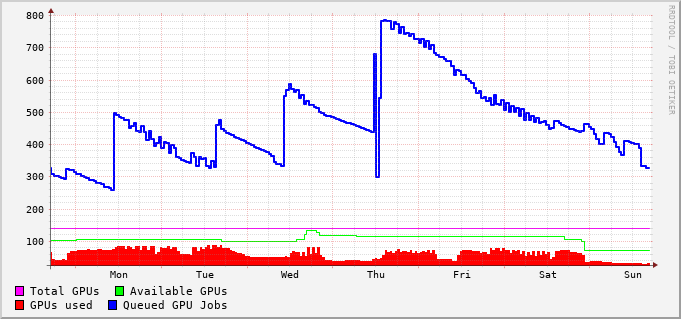 800
700
600
500
400
300
200
100
Mon Tue Wed Thu Fri Sat Sun
Total GPUs Available GPUs
GPUs used Queued GPU Jobs
RRDTOOL / TOBI OETIKER